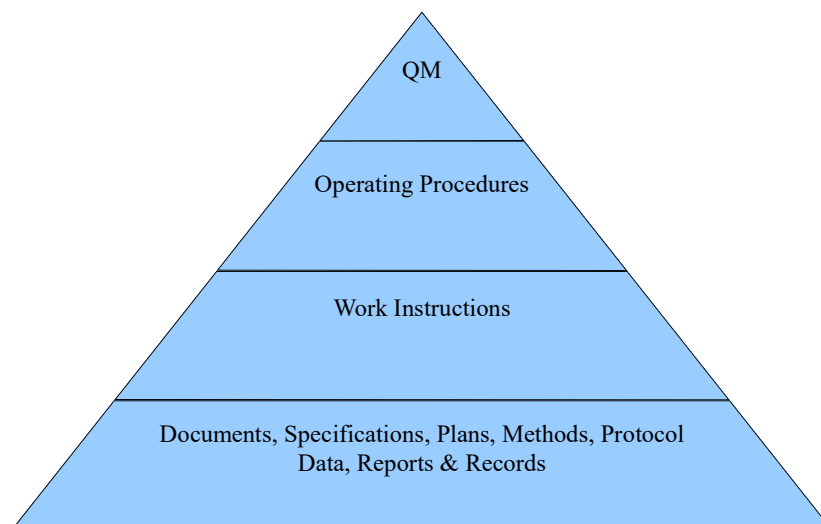 QM
Operating Procedures
Work Instructions
Documents, Specifications, Plans, Methods, Protocol
Data, Reports & Records